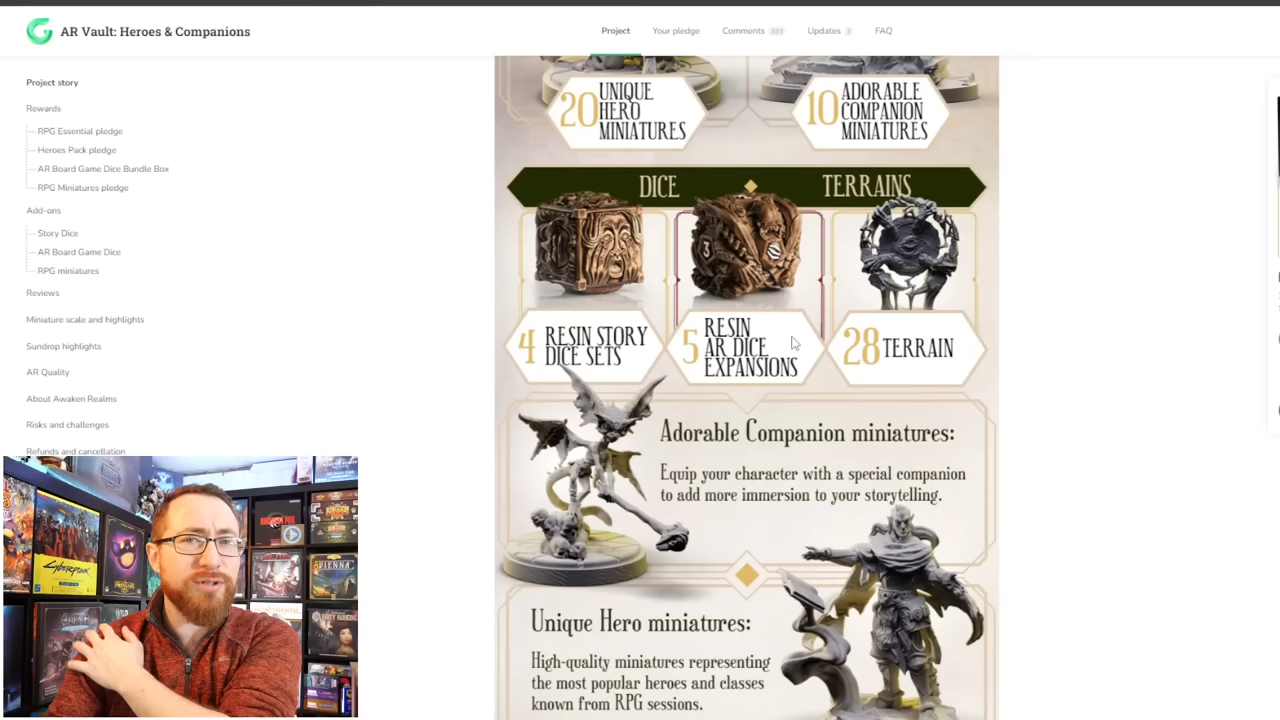 AR Vault: Heroes & Companions
Project
Your pledge
Comments 333
Updates 3
FAQ
Project story
Rewards
RPG Essential pledge
Heroes Pack pledge
AR Board Game Dice Bundle Box
RPG Miniatures pledge
Add-ons
Story Dice
AR Board Game Dice
RPG miniatures
Reviews
Miniature scale and highlights
Sundrop highlights
AR Quality
About Awaken Realms
Risks and challenges
Refunds and cancellation
20 UNIQUE
HERO
MINIATURES
10 ADORABLE
COMPANION
MINIATURES
DICE
TERRAINS
3
4 RESIN STORY
DICE SETS
5 RESIN
AR DICE
EXPANSIONS
28 TERRAIN
Adorable Companion miniatures:
Equip your character with a special companion
to add more immersion to your storytelling.
Unique Hero miniatures:
High-quality miniatures representing
the most popular heroes and classes
known from RPG sessions.
CYBERPUNK
VIENNA